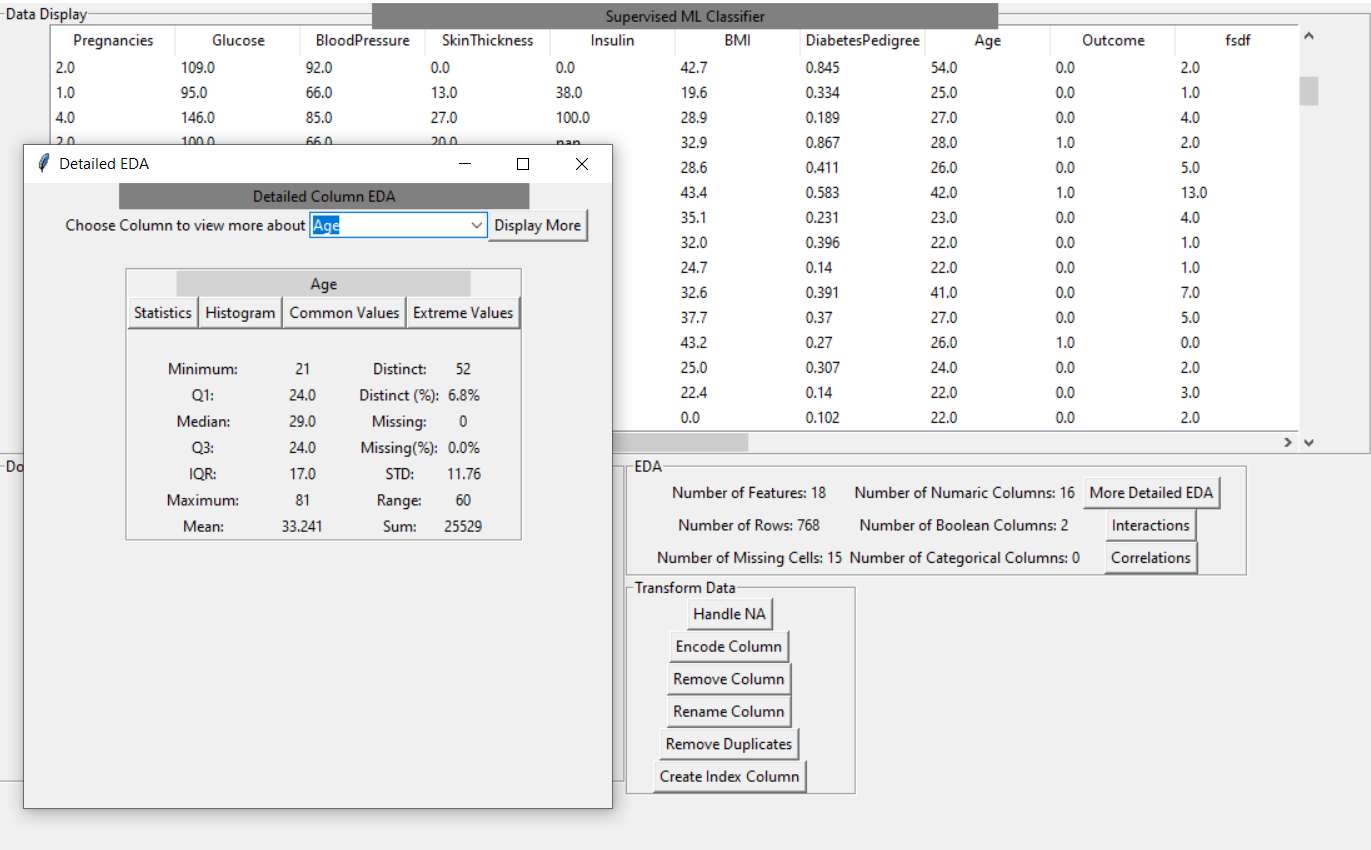 Data Display
Supervised ML Classifier
Pregnancies Glucose BloodPressure SkinThickness Insulin BMI DiabetesPedigree Age Outcome fsdf
2.0 109.0 92.0 0.0 0.0 42.7 0.845 54.0 0.0 2.0
1.0 95.0 66.0 13.0 38.0 19.6 0.334 25.0 0.0 1.0
4.0 146.0 85.0 27.0 100.0 28.9 0.189 27.0 0.0 4.0
2.0 100.0 66.0 20.0 nan 32.9 0.867 28.0 1.0 2.0
28.6 0.411 26.0 0.0 5.0
43.4 0.583 42.0 1.0 13.0
35.1 0.231 23.0 0.0 4.0
32.0 0.396 22.0 0.0 1.0
24.7 0.14 22.0 0.0 1.0
32.6 0.391 41.0 0.0 7.0
37.7 0.37 27.0 0.0 5.0
43.2 0.27 26.0 1.0 0.0
25.0 0.307 24.0 0.0 2.0
22.4 0.14 22.0 0.0 3.0
0.0 0.102 22.0 0.0 2.0
Detailed EDA
Detailed Column EDA
Choose Column to view more about Age Display More
Age
Statistics Histogram Common Values Extreme Values
Minimum: 21 Distinct: 52
Q1: 24.0 Distinct (%): 6.8%
Median: 29.0 Missing: 0
Q3: 24.0 Missing(%): 0.0%
IQR: 17.0 STD: 11.76
Maximum: 81 Range: 60
Mean: 33.241 Sum: 25529
Do
EDA
Number of Features: 18 Number of Numaric Columns: 16 More Detailed EDA
Number of Rows: 768 Number of Boolean Columns: 2 Interactions
Number of Missing Cells: 15 Number of Categorical Columns: 0 Correlations
Transform Data
Handle NA
Encode Column
Remove Column
Rename Column
Remove Duplicates
Create Index Column